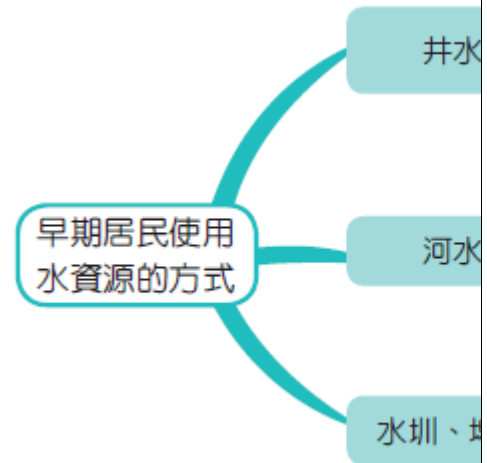 井水
早期居民使用
水資源的方式
河水
水圳、